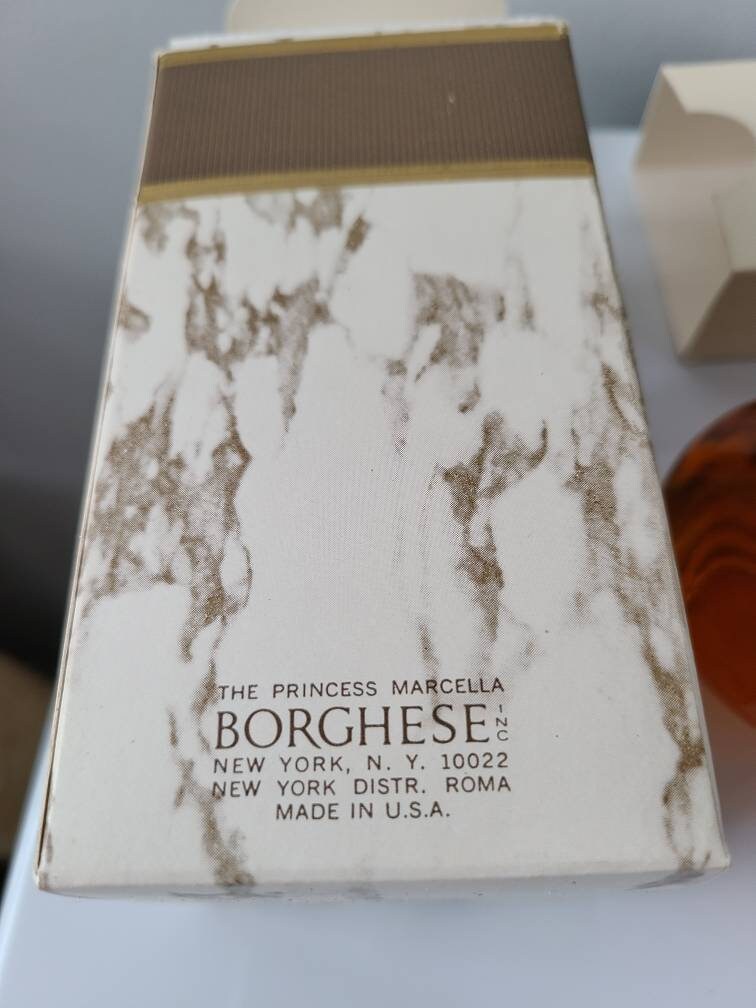 THE PRINCESS MARCELLA
BORGHESE INC
NEW YORK, N. Y. 10022
NEW YORK DISTR. ROMA
MADE IN U.S.A.